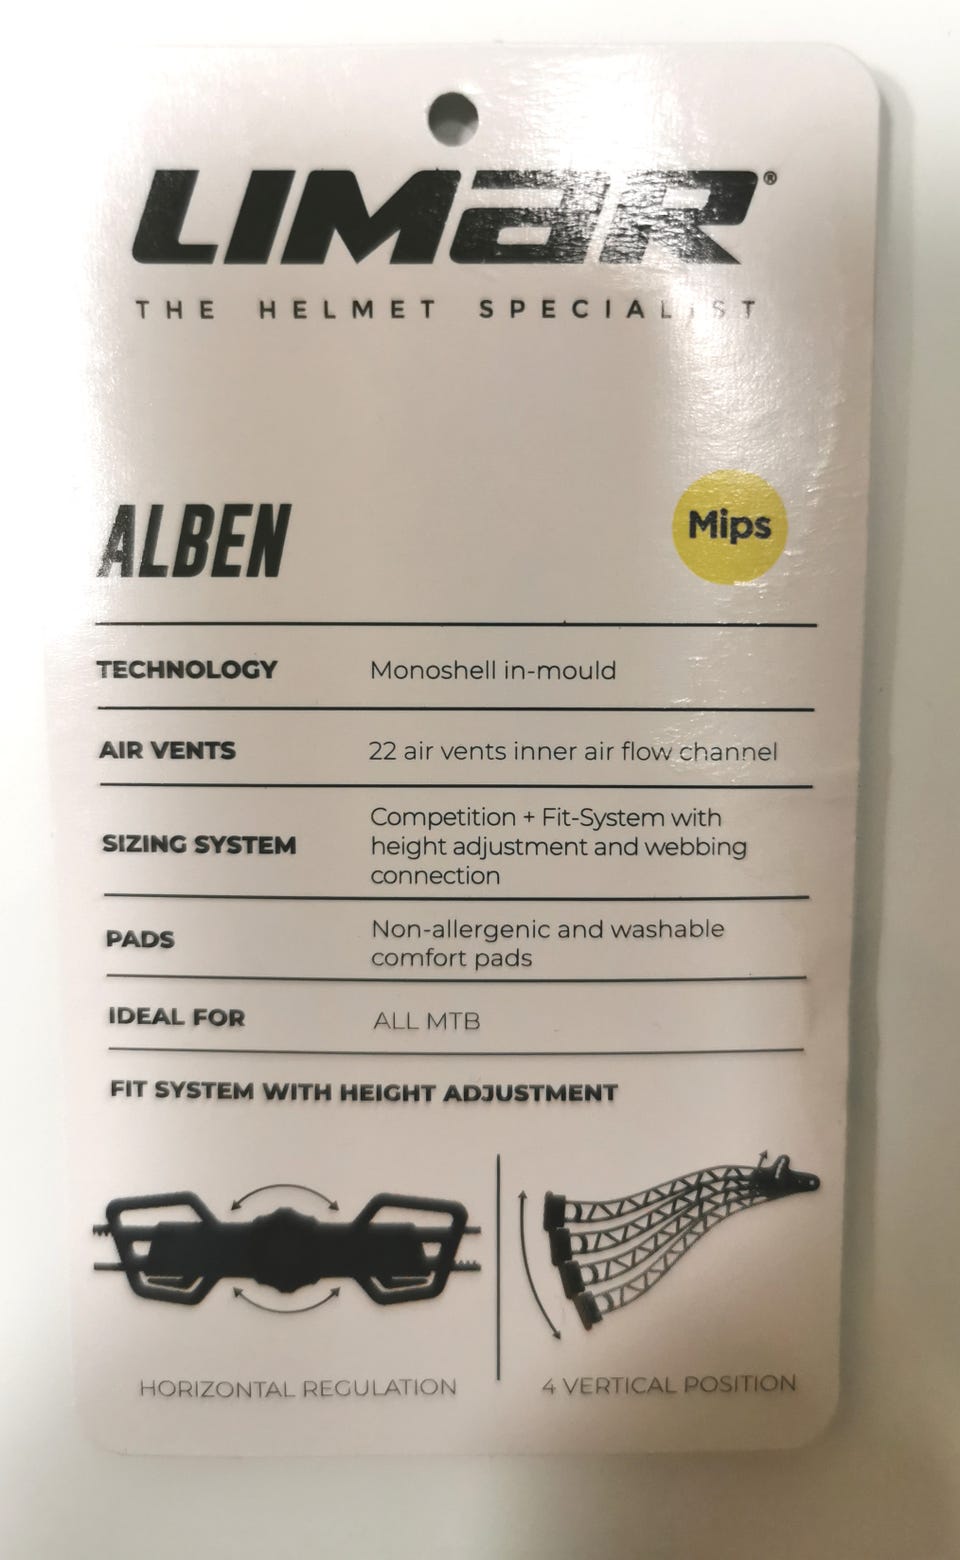 LIMAR®
THE HELMET SPECIALIST
ALBEN
Mips
TECHNOLOGY Monoshell in-mould
AIR VENTS 22 air vents inner air flow channel
SIZING SYSTEM Competition + Fit-System with
height adjustment and webbing
connection
PADS Non-allergenic and washable
comfort pads
IDEAL FOR ALL MTB
FIT SYSTEM WITH HEIGHT ADJUSTMENT
HORIZONTAL REGULATION
4 VERTICAL POSITION